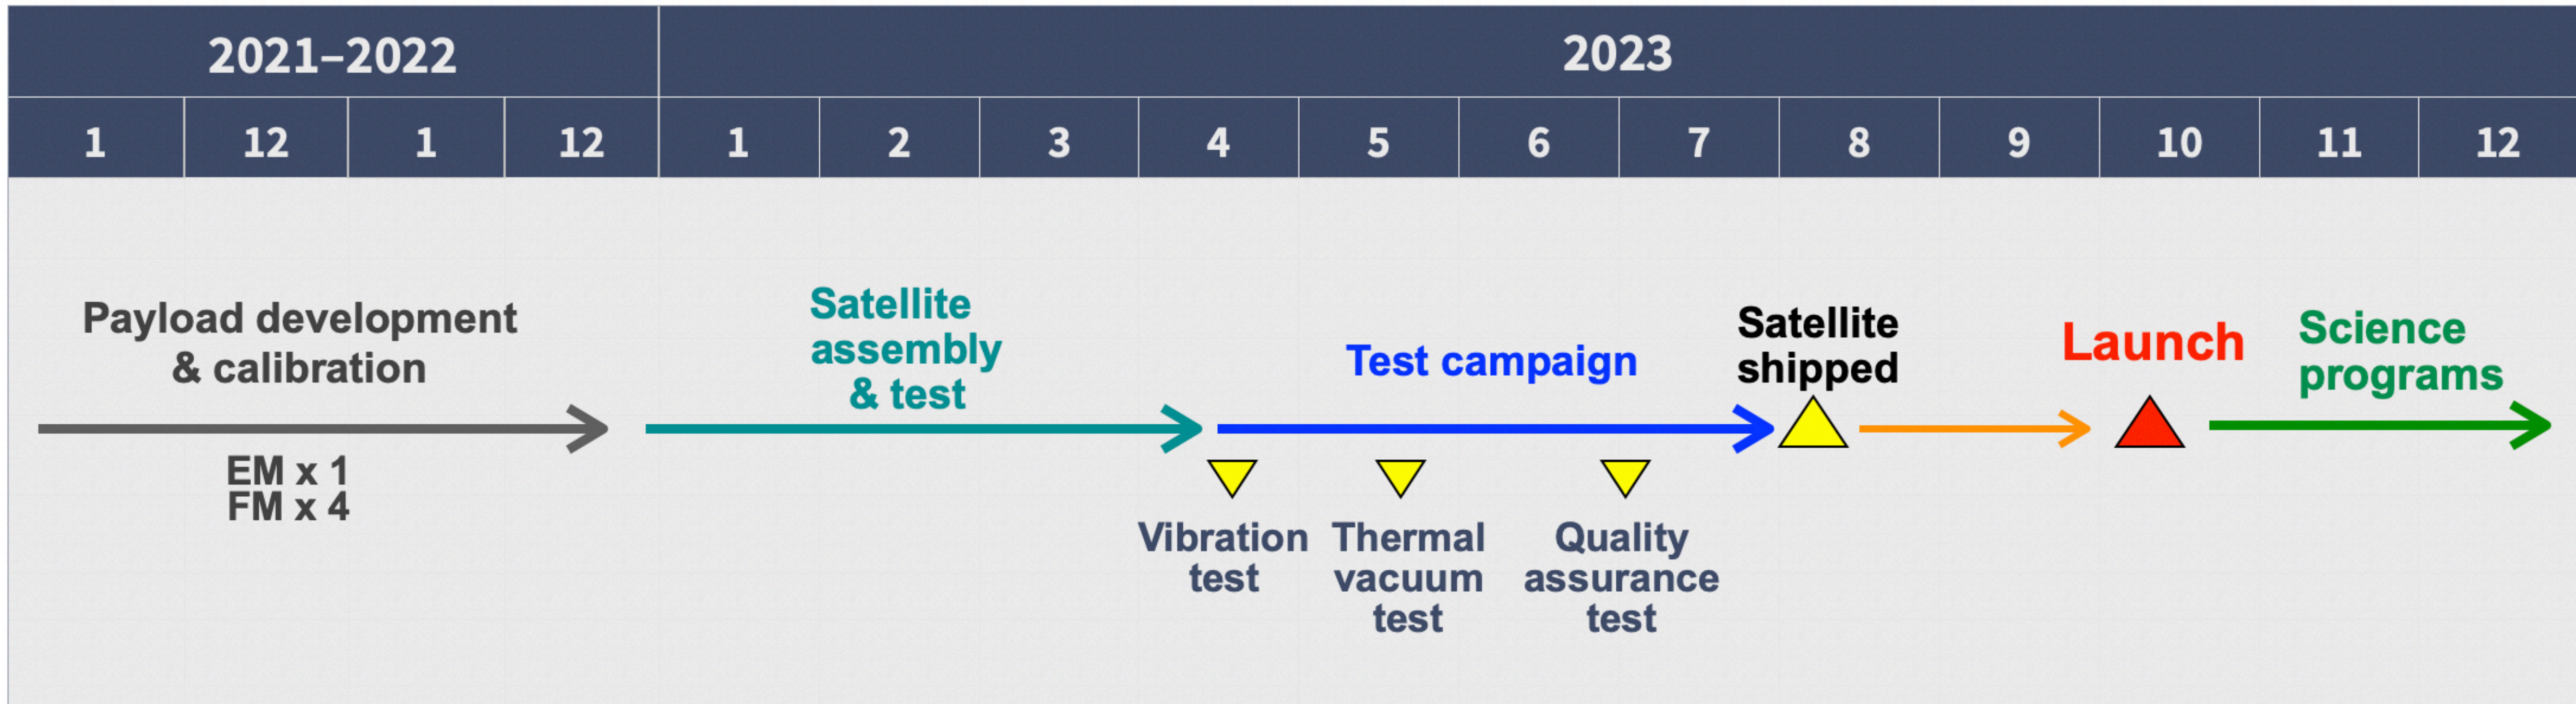 2021–2022
2023
1 12 1 12 1 2 3 4 5 6 7 8 9 10 11 12
Payload development
& calibration
EM x 1
FM x 4
Satellite
assembly
& test
Test campaign
Vibration
test
Thermal
vacuum
test
Quality
assurance
test
Satellite
shipped
Launch
Science
programs